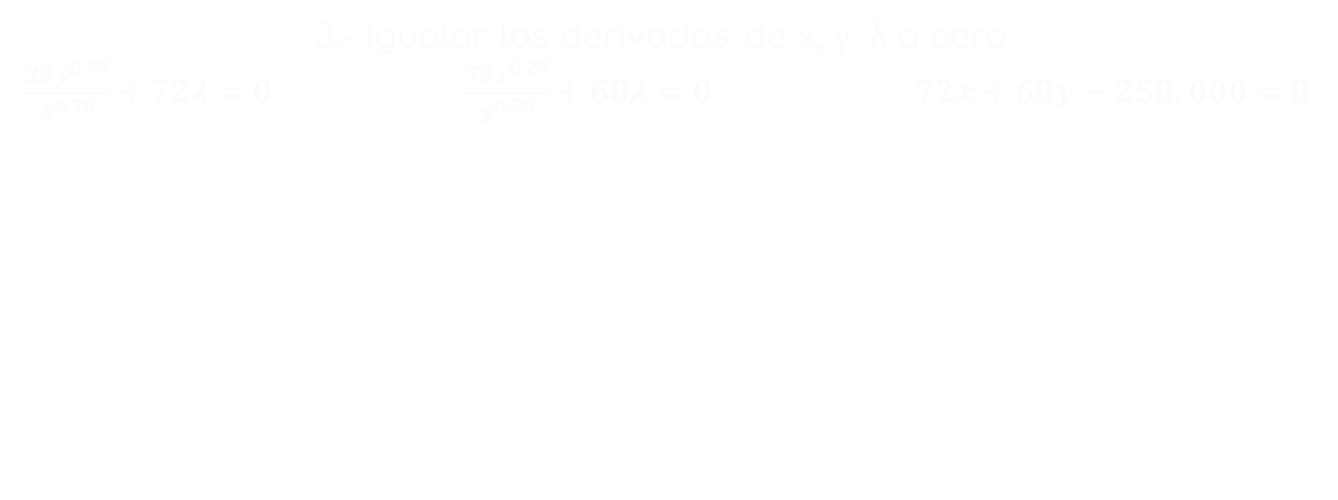 3.- Igualar las derivadas de x, y, λ a cero
25y^0.75/x^0.75 + 72λ = 0    75x^0.25/y^0.25 + 60λ = 0    72x + 60y − 250,000 = 0